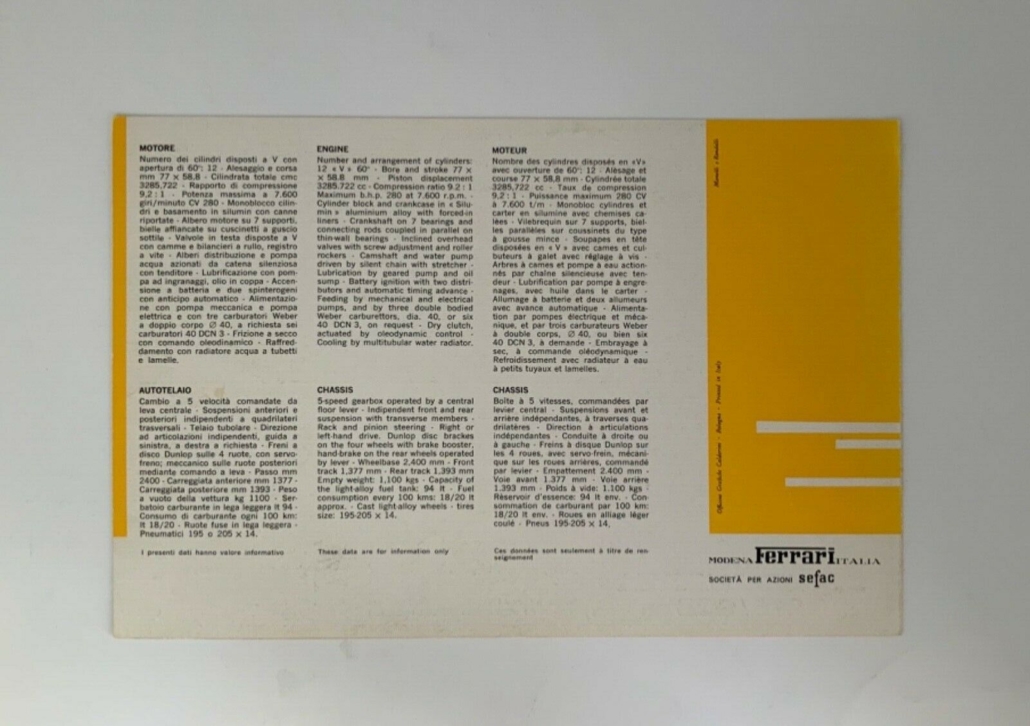 MOTORE
Numero dei cilindri disposti a V con
apertura di 60°: 12 - Alesaggio e corsa
mm 77 × 58,8 - Cilindrata totale cmc
3285,722 - Rapporto di compressione
9,2 : 1 - Potenza massima a 7.600
giri/minuto CV 280 - Monoblocco cilin-
dri e basamento in silumin con canne
riportate - Albero motore su 7 supporti,
bielle affiancate su cuscinetti a guscio
sottile - Valvole in testa disposte a V
con camme e bilancieri a rullo, registro
a vite - Alberi distribuzione e pompa
acqua azionati da catena silenziosa
con tenditore - Lubrificazione con pom-
pa ad ingranaggi, olio in coppa - Accen-
sione a batteria e due spinterogeni
con anticipo automatico - Alimentazio-
ne con pompa meccanica e pompa
elettrica e con tre carburatori Weber
a doppio corpo Ø 40, a richiesta sei
carburatori 40 DCN 3 - Frizione a secco
con comando oleodinamico - Raffred-
damento con radiatore acqua a tubetti
e lamelle.
ENGINE
Number and arrangement of cylinders:
12 « V » 60° - Bore and stroke 77 ×
× 58.8 mm - Piston displacement
3285.722 cc - Compression ratio 9.2 : 1
Maximum b.h.p. 280 at 7.600 r.p.m. -
Cylinder block and crankcase in « Silu-
min » aluminium alloy with forced-in
liners - Crankshaft on 7 bearings and
connecting rods coupled in parallel on
thin-wall bearings - Inclined overhead
valves with screw adjustment and roller
rockers - Camshaft and water pump
driven by silent chain with stretcher -
Lubrication by geared pump and oil
sump - Battery ignition with two distri-
butors and automatic timing advance -
Feeding by mechanical and electrical
pumps, and by three double bodied
Weber carburettors, dia. 40, or six
40 DCN 3, on request - Dry clutch,
actuated by oleodynamic control -
Cooling by multitubular water radiator.
MOTEUR
Nombre des cylindres disposés en «V»
avec ouverture de 60°: 12 - Alésage et
course 77 × 58,8 mm - Cylindrée totale
3285,722 cc - Taux de compression
9,2 : 1 - Puissance maximum 280 CV
à 7.600 t/m - Monobloc cylindres et
carter en silumine avec chemises ca-
lées - Vilebrequin sur 7 supports, biel-
les parallèles sur coussinets du type
à gousse mince - Soupapes en tête
disposées en « V » avec cames et cul-
buteurs à galet avec réglage à vis -
Arbres à cames et pompe à eau action-
nés par chaîne silencieuse avec ten-
deur - Lubrification par pompe à engre-
nages, avec huile dans le carter -
Allumage à batterie et deux allumeurs
avec avance automatique - Alimenta-
tion par pompes électrique et méca-
nique, et par trois carburateurs Weber
à double corps, Ø 40, ou bien six
40 DCN 3, à demande - Embrayage à
sec, à commande oléodynamique -
Refroidissement avec radiateur à eau
à petits tuyaux et lamelles.
AUTOTELAIO
Cambio a 5 velocità comandate da
leva centrale - Sospensioni anteriori e
posteriori indipendenti a quadrilateri
trasversali - Telaio tubolare - Direzione
ad articolazioni indipendenti, guida a
sinistra, a destra a richiesta - Freni a
disco Dunlop sulle 4 ruote, con servo-
freno; meccanico sulle ruote posteriori
mediante comando a leva - Passo mm
2400 - Carreggiata anteriore mm 1377 -
Carreggiata posteriore mm 1393 - Peso
a vuoto della vettura kg 1100 - Ser-
batoio carburante in lega leggera lt 94 -
Consumo di carburante ogni 100 km:
lt 18/20 - Ruote fuse in lega leggera -
Pneumatici 195 o 205 × 14.
CHASSIS
5-speed gearbox operated by a central
floor lever - Indipendent front and rear
suspension with transverse members -
Rack and pinion steering - Right or
left-hand drive. Dunlop disc brackes
on the four wheels with brake booster,
hand-brake on the rear wheels operated
by lever - Wheelbase 2,400 mm - Front
track 1,377 mm - Rear track 1,393 mm
Empty weight: 1,100 kgs - Capacity of
the light-alloy fuel tank: 94 lt - Fuel
consumption every 100 kms: 18/20 lt
approx. - Cast light-alloy wheels - tires
size: 195-205 × 14.
CHASSIS
Boîte à 5 vitesses, commandées par
levier central - Suspensions avant et
arrière indépendantes, à traverses qua-
drilatères - Direction à articulations
indépendantes - Conduite à droite ou
à gauche - Freins à disque Dunlop sur
les 4 roues, avec servo-frein, mécani-
que sur les roues arrières, commandé
par levier - Empattement 2.400 mm -
Voie avant 1.377 mm - Voie arrière
1.393 mm - Poids à vide: 1.100 kgs -
Réservoir d'essence: 94 lt env. - Con-
sommation de carburant par 100 km:
18/20 lt env. - Roues en alliage léger
coulé - Pneus 195-205 × 14.
I presenti dati hanno valore informativo
These data are for information only
Ces données sont seulement à titre de ren-
seignement
Officine Grafiche Calderini - Bologna - Printed in Italy
MODENA Ferrari ITALIA
SOCIETÀ PER AZIONI sefac